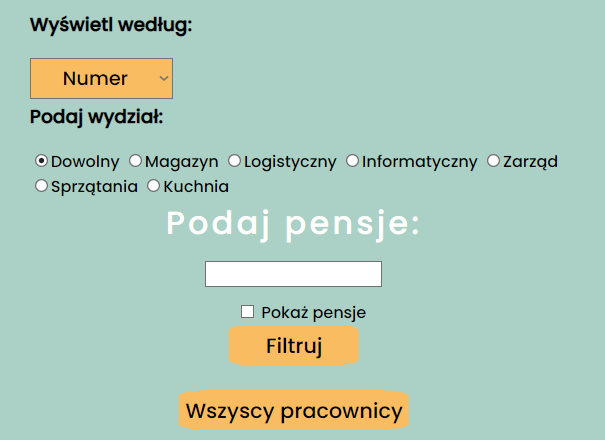 Wyświetl według:
Numer
Podaj wydział:
Dowolny Magazyn Logistyczny Informatyczny Zarząd
Sprzątania Kuchnia
Podaj pensje:
Pokaż pensje
Filtruj
Wszyscy pracownicy